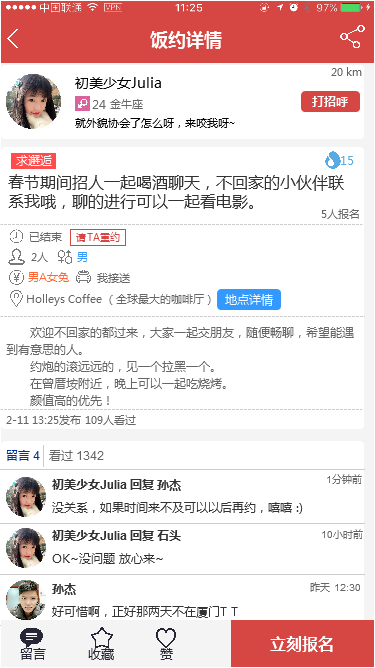 中国联通 VPN 11:25 97%
饭约详情
20 km
初美少女Julia
24 金牛座
打招呼
就外貌协会了怎么呀，来咬我呀~
求邂逅
15
春节期间招人一起喝酒聊天，不回家的小伙伴联
系我哦，聊的进行可以一起看电影。
5人报名
已结束 请TA重约
2人 男
男A女免 我接送
Holleys Coffee（全球最大的咖啡厅） 地点详情
欢迎不回家的都过来，大家一起交朋友，随便畅聊，希望能遇
到有意思的人。
约炮的滚远远的，见一个拉黑一个。
在曾厝垵附近，晚上可以一起吃烧烤。
颜值高的优先！
2-11 13:25发布 109人看过
留言 4 看过 1342
初美少女Julia 回复 孙杰 1分钟前
没关系，如果时间来不及可以以后再约，嘻嘻 :)
初美少女Julia 回复 石头 10小时前
OK~没问题 放心来~
孙杰 昨天 12:30
好可惜啊，正好那两天不在厦门T T
留言 收藏 赞 立刻报名